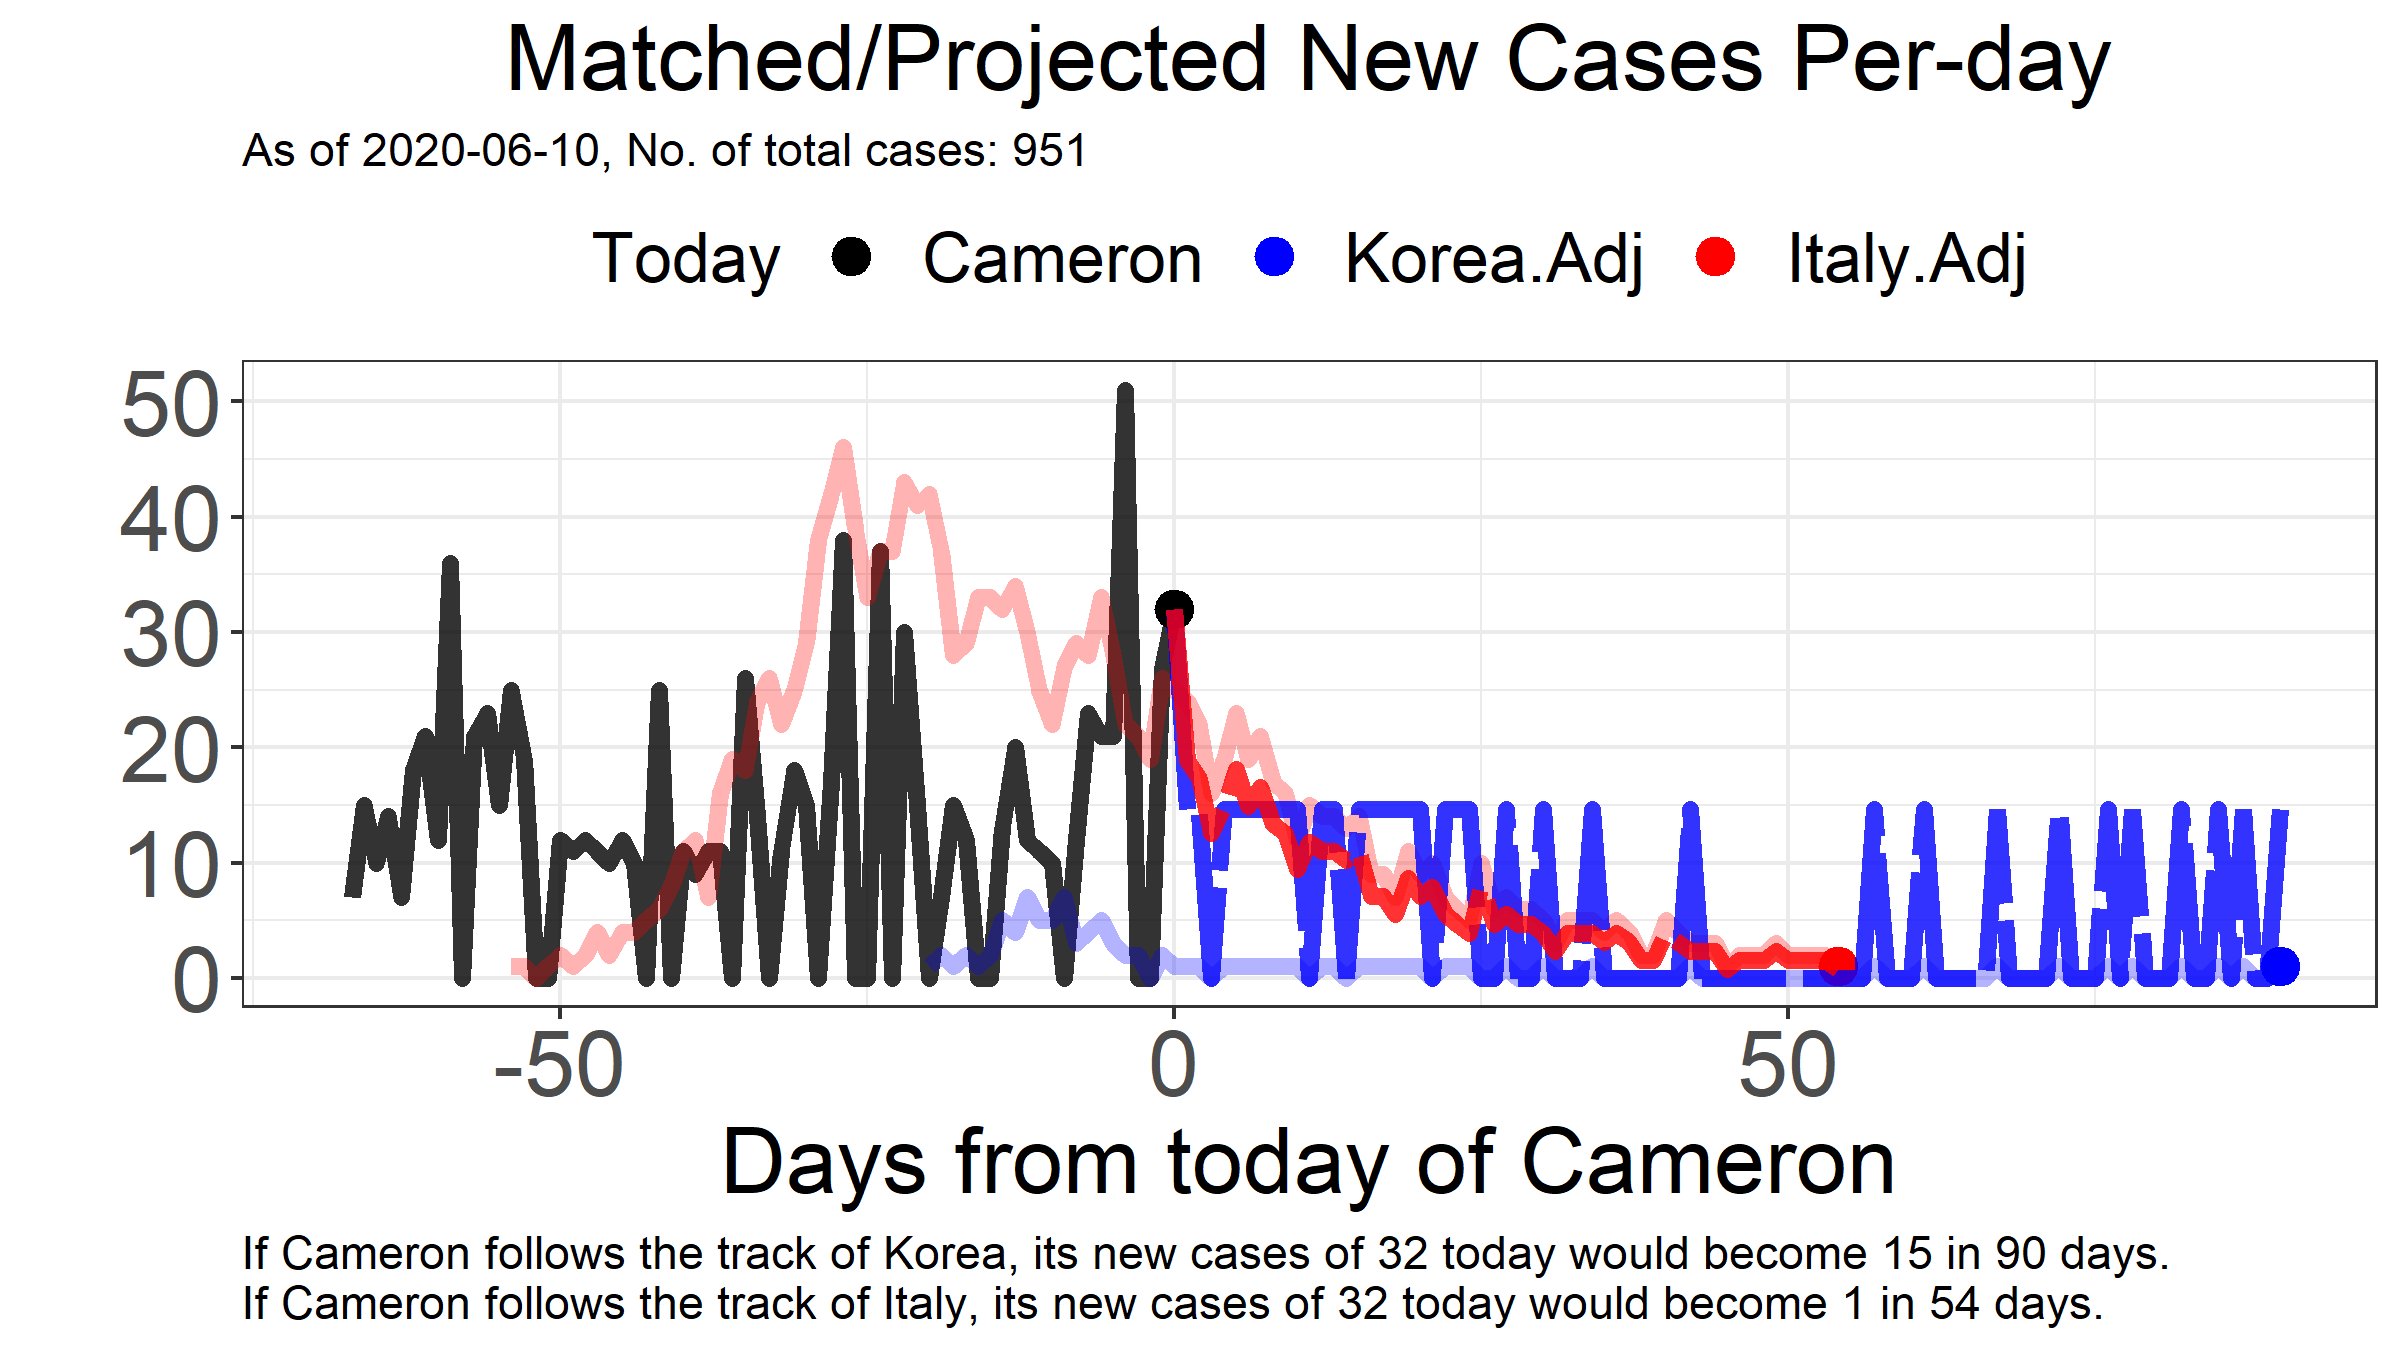 Matched/Projected New Cases Per-day
As of 2020-06-10, No. of total cases: 951
Today Cameron Korea.Adj Italy.Adj
50
40
30
20
10
0
-50 0 50
Days from today of Cameron
If Cameron follows the track of Korea, its new cases of 32 today would become 15 in 90 days.
If Cameron follows the track of Italy, its new cases of 32 today would become 1 in 54 days.